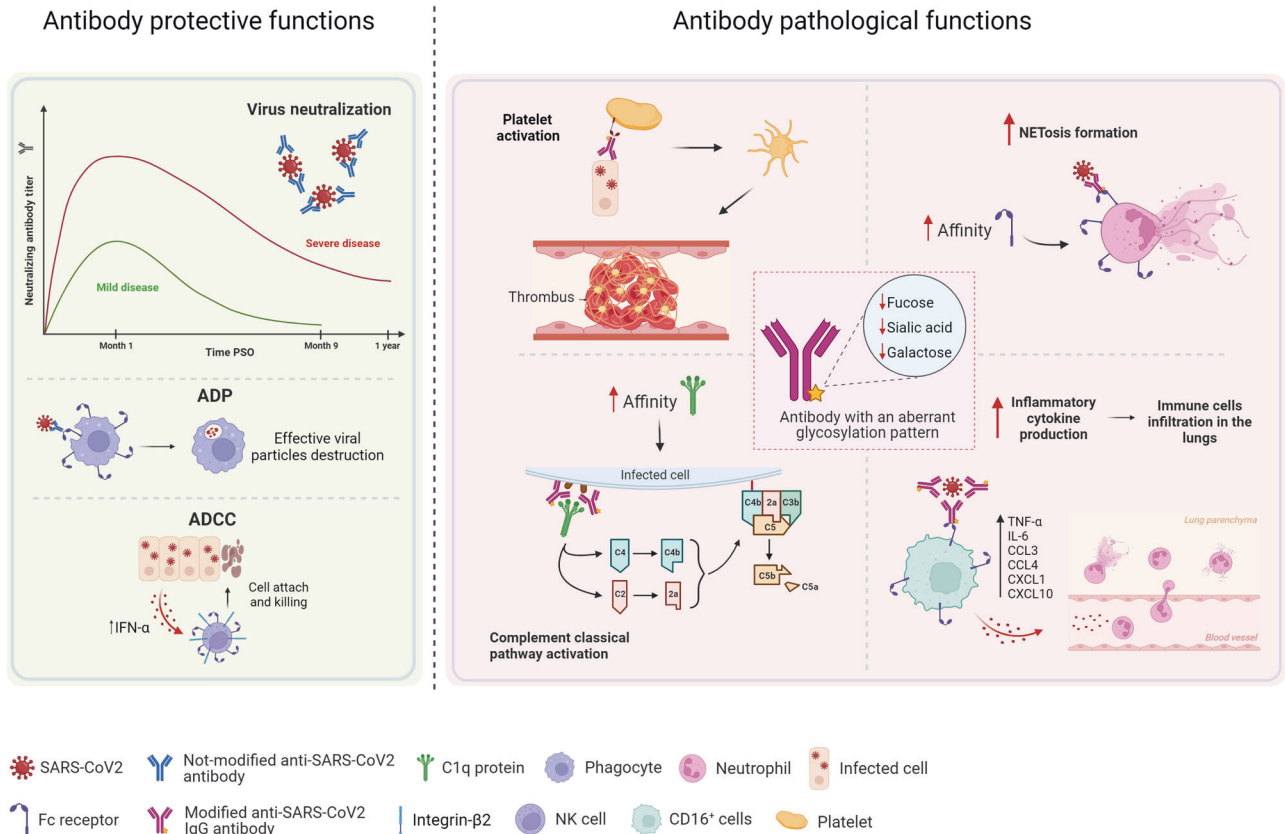 Antibody protective functions
Antibody pathological functions
Virus neutralization
Neutralizing antibody titer
Severe disease
Mild disease
Month 1
Time PSO
Month 9
1 year
ADP
Effective viral
particles destruction
ADCC
Cell attach
and killing
↑IFN-α
Platelet
activation
Thrombus
↑ NETosis formation
↑ Affinity
↓Fucose
↓Sialic acid
↓Galactose
Antibody with an aberrant
glycosylation pattern
↑ Affinity
Infected cell
C4b
2a
C3b
C5
C4
C4b
C5b
C5a
C2
2a
Complement classical
pathway activation
↑ Inflammatory
cytokine
production
Immune cells
infiltration in the
lungs
TNF-α
IL-6
CCL3
CCL4
CXCL1
CXCL10
Lung parenchyma
Blood vessel
SARS-CoV2
Not-modified anti-SARS-CoV2
antibody
C1q protein
Phagocyte
Neutrophil
Infected cell
Fc receptor
Modified anti-SARS-CoV2
IgG antibody
Integrin-β2
NK cell
CD16⁺ cells
Platelet